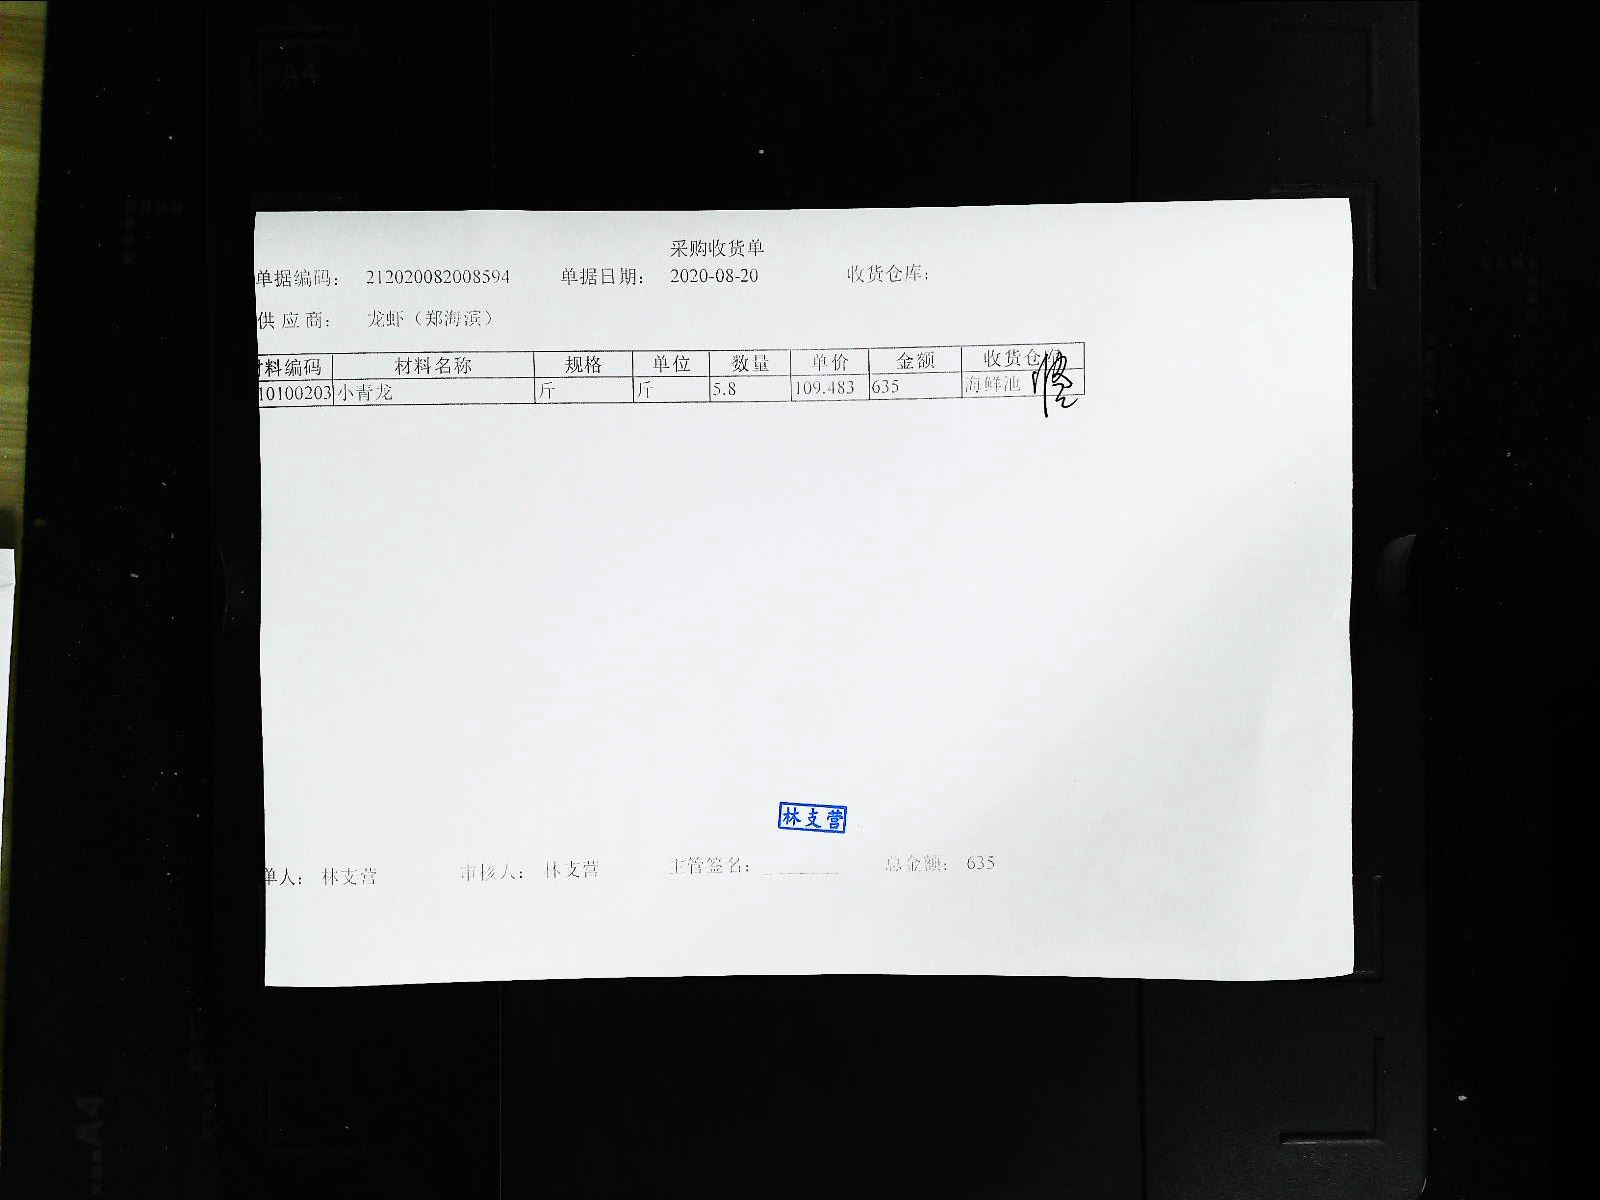 采购收货单
单据编码： 212020082008594 单据日期： 2020-08-20 收货仓库：
供应商： 龙虾（郑海滨）
材料编码 材料名称 规格 单位 数量 单价 金额 收货仓库
10100203 小青龙 斤 斤 5.8 109.483 635 海鲜池
林支营
单人： 林支营 审核人： 林支营 主管签名： 总金额： 635
A4
A4